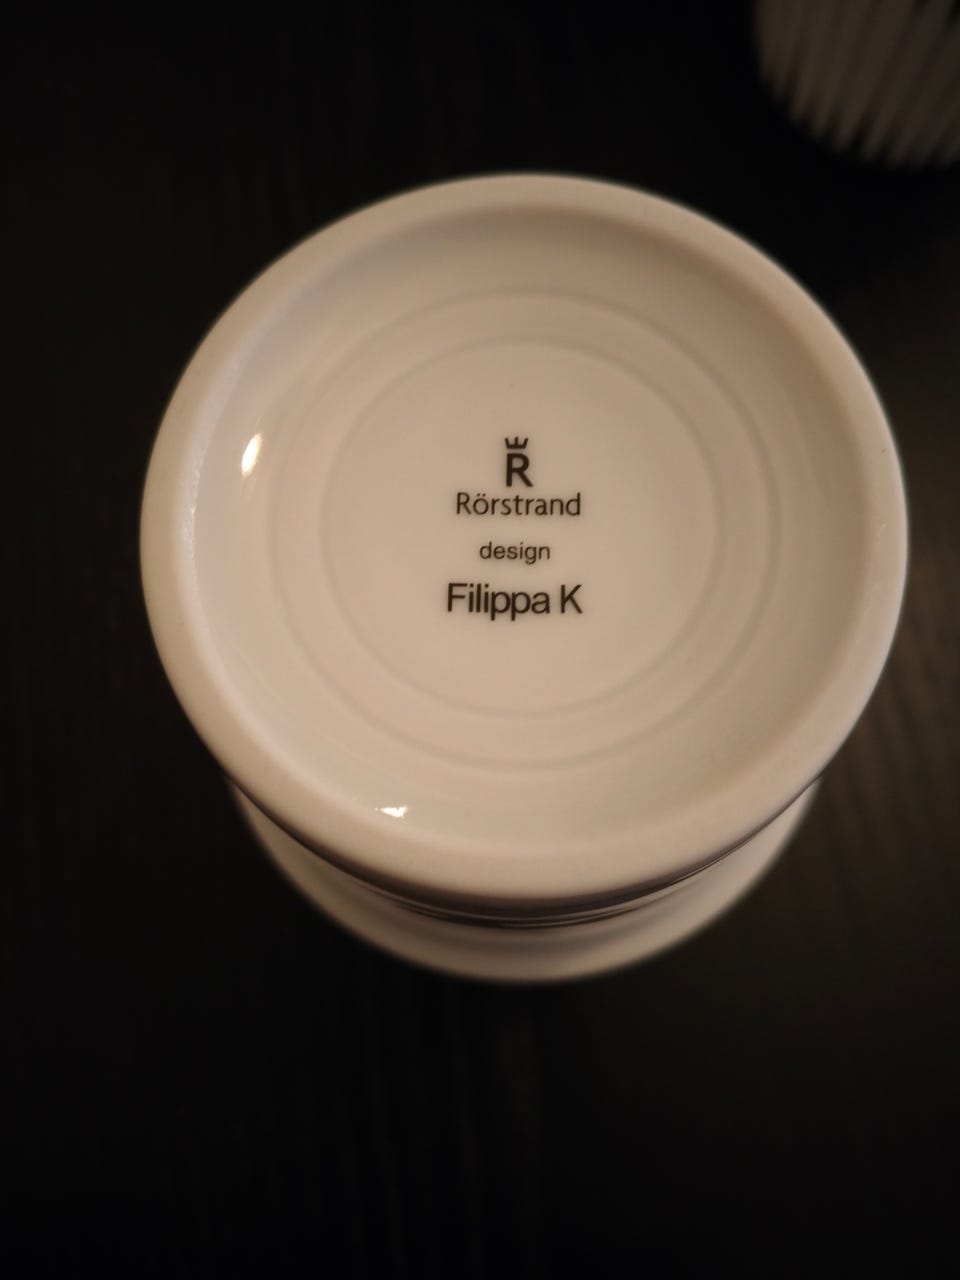 R
Rörstrand
design
Filippa K